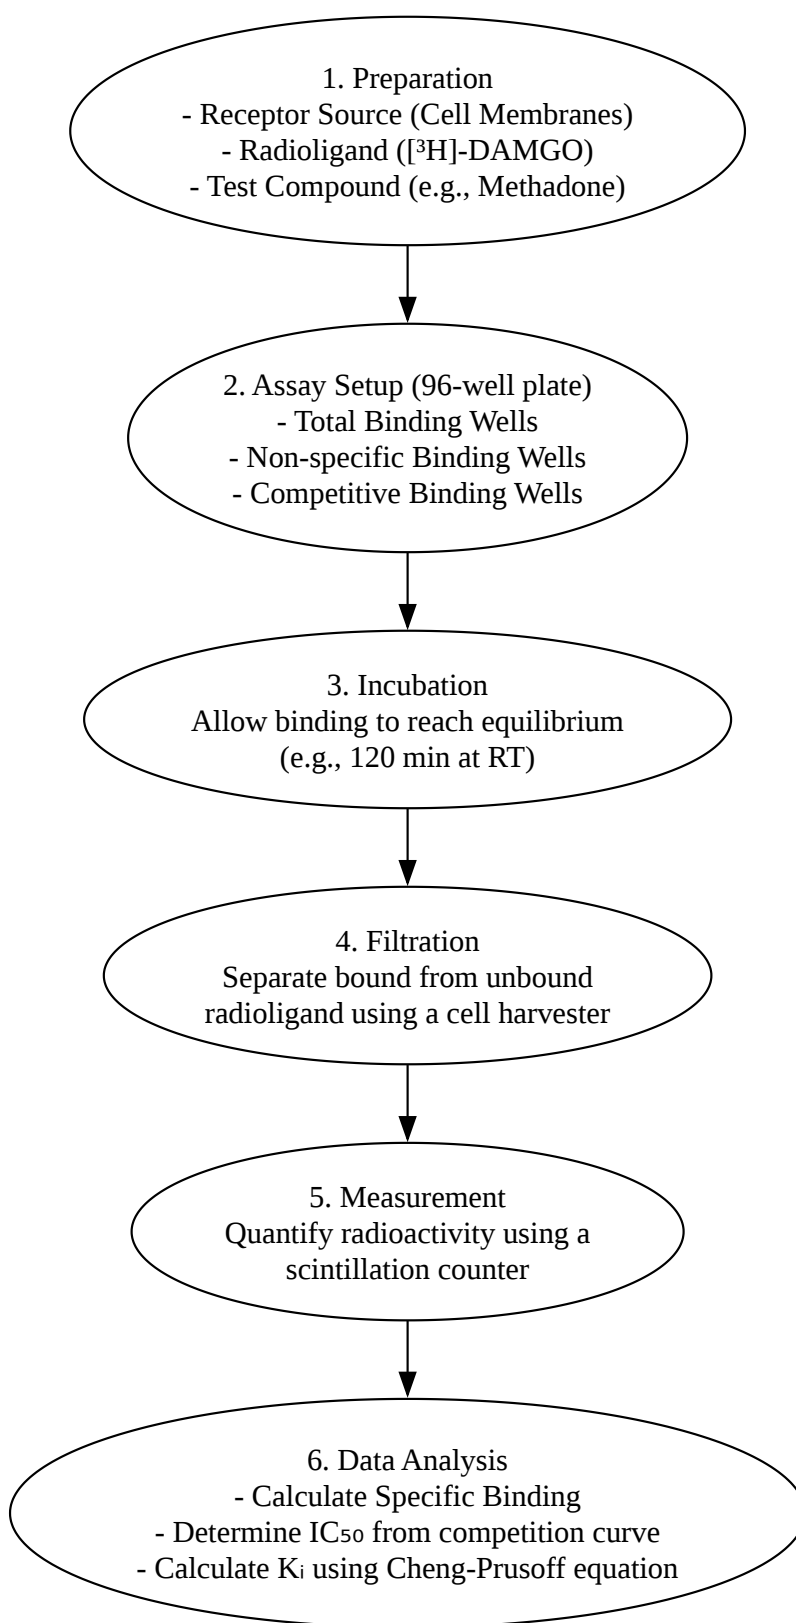 1. Preparation
- Receptor Source (Cell Membranes)
- Radioligand ([³H]-DAMGO)
- Test Compound (e.g., Methadone)
2. Assay Setup (96-well plate)
- Total Binding Wells
- Non-specific Binding Wells
- Competitive Binding Wells
3. Incubation
Allow binding to reach equilibrium
(e.g., 120 min at RT)
4. Filtration
Separate bound from unbound
radioligand using a cell harvester
5. Measurement
Quantify radioactivity using a
scintillation counter
6. Data Analysis
- Calculate Specific Binding
- Determine IC₅₀ from competition curve
- Calculate Kᵢ using Cheng-Prusoff equation